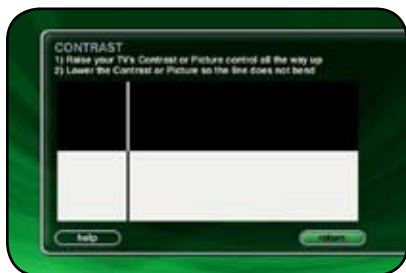 CONTRAST
1) Raise your TV's Contrast or Picture control all the way up
2) Lower the Contrast or Picture so the line does not bend
help
return